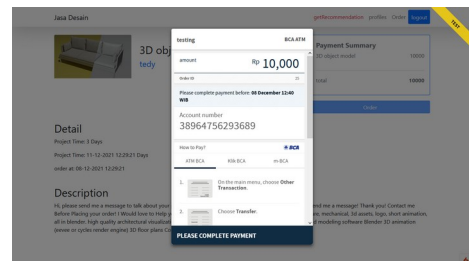 Jasa Desain
getRecommendation profiles Order logout
TEST
3D obj
tedy
testing BCA ATM
amount Rp 10,000
Order ID 21
Please complete payment before: 08 December 12:40 WIB
Account number
38964756293689
How to Pay? BCA
ATM BCA Klik BCA m-BCA
1. On the main menu, choose Other
Transaction.
2. Choose Transfer.
PLEASE COMPLETE PAYMENT
Payment Summary
3D object model 10000
total 10000
Order
Detail
Project Time: 3 Days
Project Time: 11-12-2021 12:29:21 Days
order at: 08-12-2021 12:29:21
Description
Hi, please send me a message to talk about your
end me a message! Thank you! Contact me
Before Placing your order! I Would love to Help y
ure, mechanical, 3d assets, logo, short animation,
all in blender. high quality architectural visualizat
d modeling software Blender 3D animation
(eevee or cycles render engine) 3D floor plans Cr